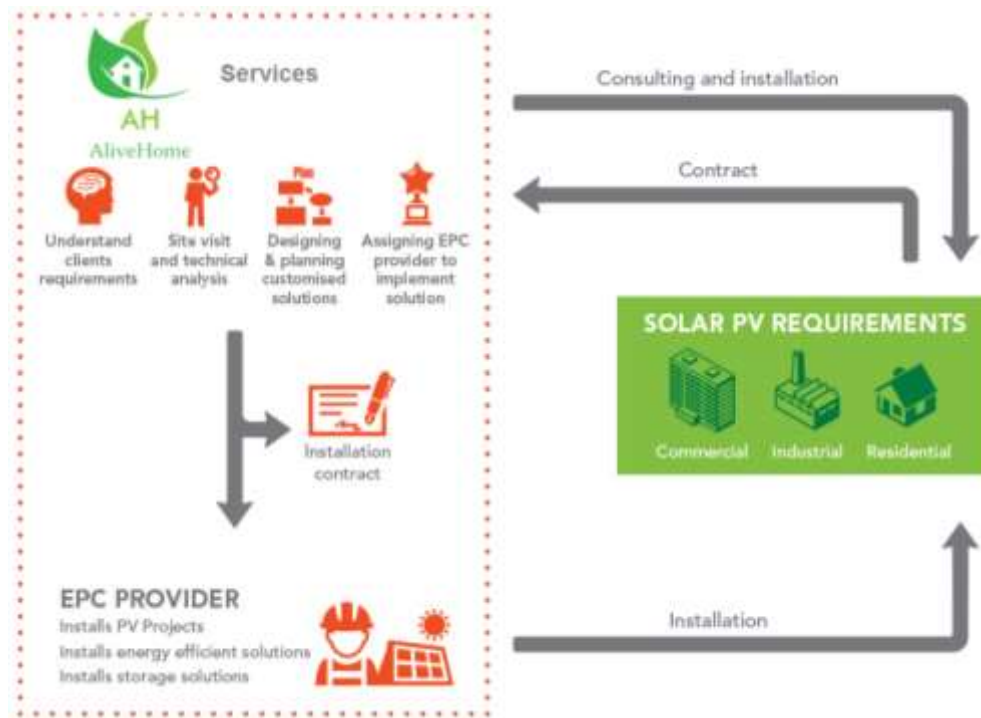 Services
AH
AliveHome
Plan
Understand
clients
requirements
Site visit
and technical
analysis
Designing
& planning
customised
solutions
Assigning EPC
provider to
implement
solution
Installation
contract
EPC PROVIDER
Installs PV Projects
Installs energy efficient solutions
Installs storage solutions
Consulting and installation
Contract
SOLAR PV REQUIREMENTS
Commercial
Industrial
Residential
Installation